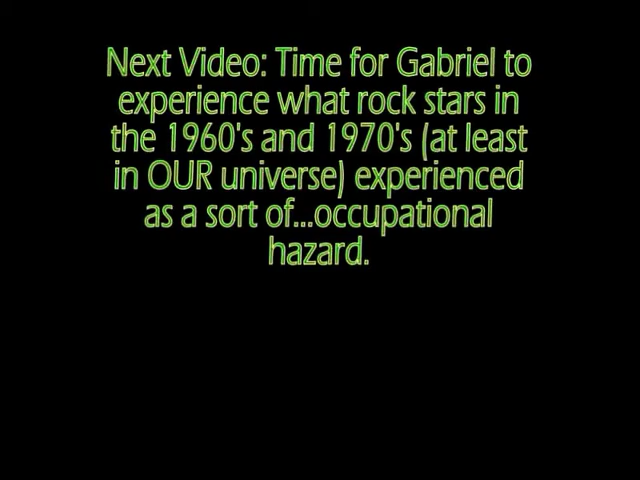 Next Video: Time for Gabriel to
experience what rock stars in
the 1960's and 1970's (at least
in OUR universe) experienced
as a sort of...occupational
hazard.